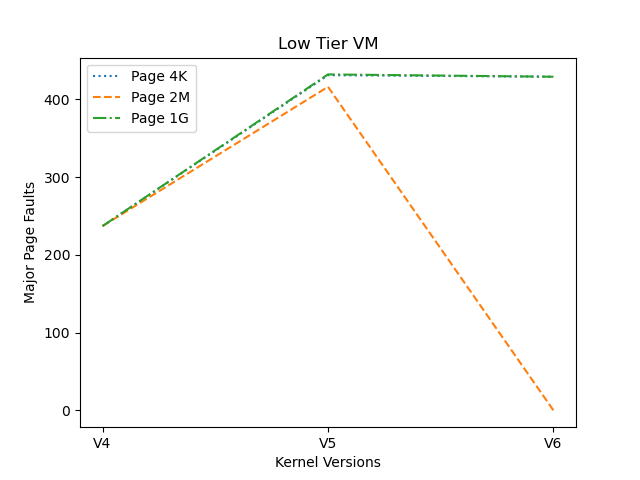 Low Tier VM
Page 4K
Page 2M
Page 1G
400
300
200
100
0
Major Page Faults
V4
V5
V6
Kernel Versions